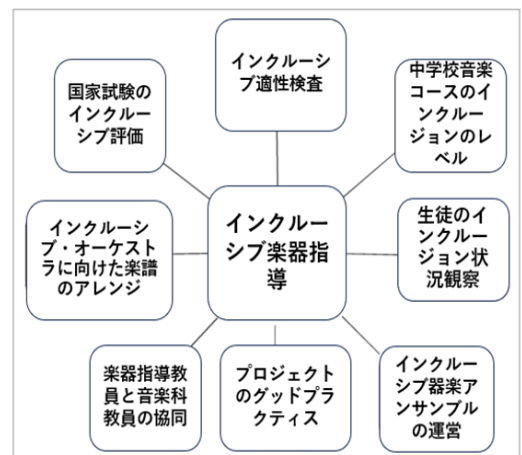 インクルーシ
ブ適性検査
国家試験の
インクルー
シブ評価
中学校音楽
コースのイ
ンクルー
ジョンのレ
ベル
インクルーシ
ブ・オーケスト
ラに向けた楽譜
のアレンジ
インクルー
シブ楽器指
導
生徒のイ
ンクルー
ジョン状
況観察
楽器指導教
員と音楽科
教員の協同
プロジェクト
のグッドプラ
クティス
インクルー
シブ器楽ア
ンサンブル
の運営